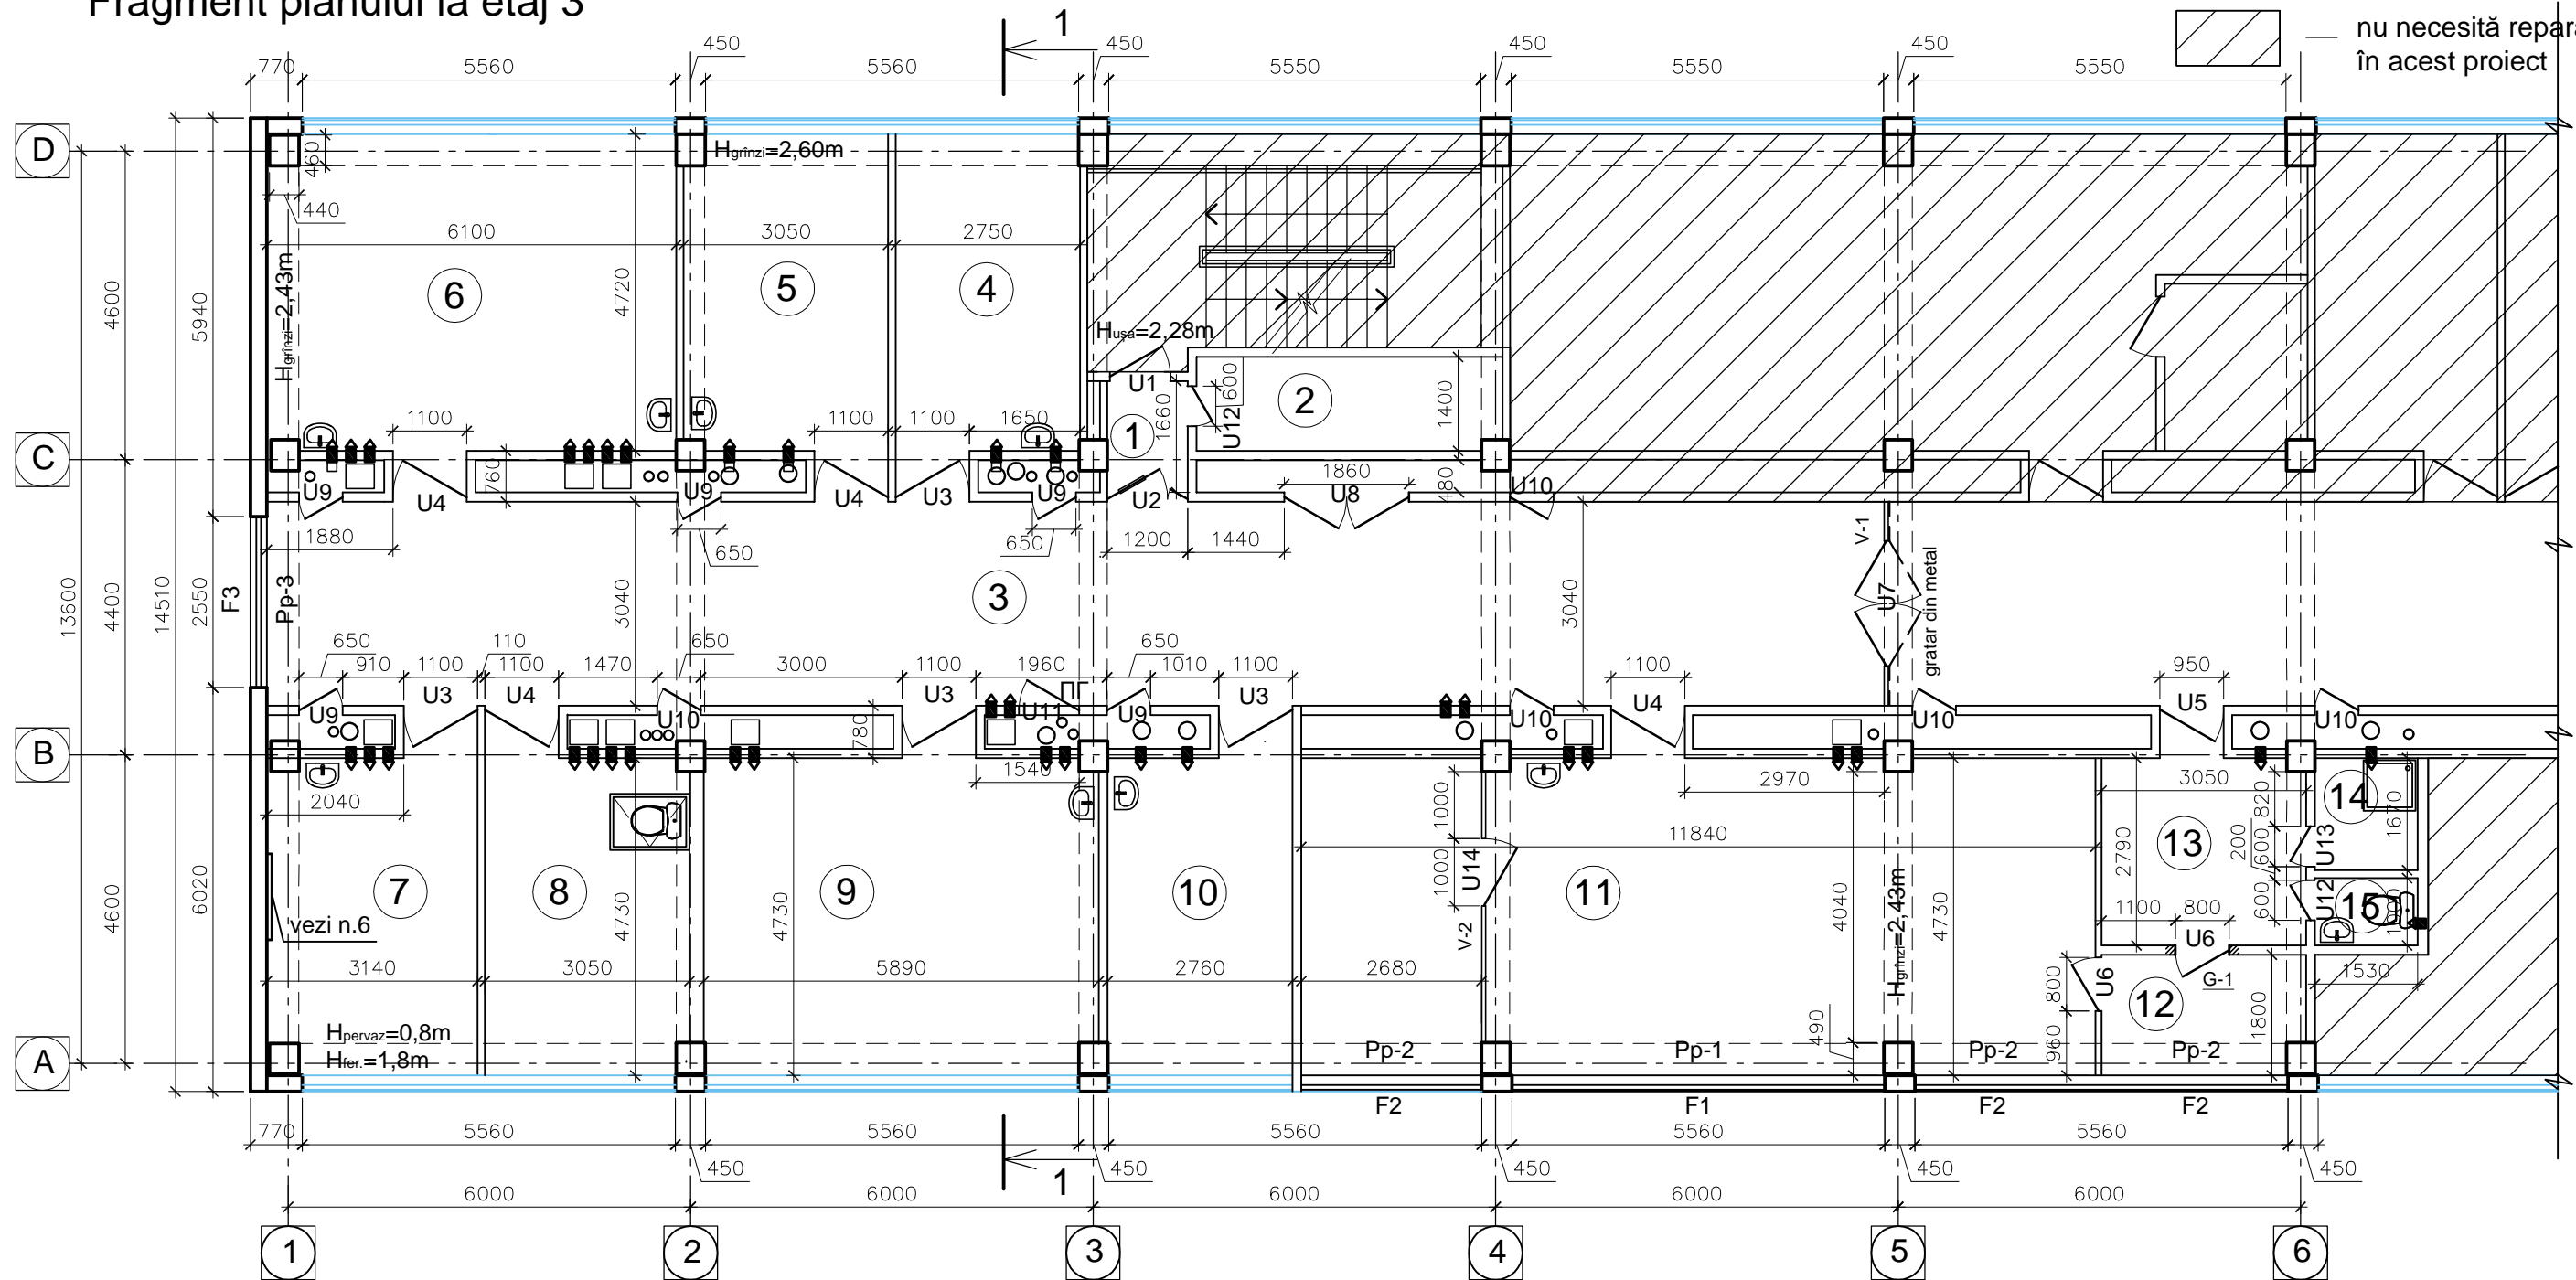 Fragment planului la etaj 3
nu necesită repara
în acest proiect
1
450 450 450 450
770 5560 5560 5550 5550 5550
D
C
B
A
4600
4400
4600
13600
14510
5940
2550
6020
460
440
Hgrinzi=2,60m
Hgrinzi=2,43m
6100 3050 2750
4720
6 5 4
Hușa=2,28m
U1
1660
600
U12
2
1400
1
1100 1100 1100 1650
760
U9 U4 U9 U4 U3 U9 U2
1860
U8
480
U10
1880 650 650 1200 1440
F3
Pp-3
3
3040
3040
V-1
U7
gratar din metal
650 910 1100 110 1100 1470 650 3000 1100 1960 650 1010 1100 1100 950
U3 U4 U3 ПГ U3 U4 U5
U9 U10 U11 U9 U10 U10 U10
780
2040
1540
2970
3050
1000
1000
U14
V-2
11840
4040
4730
490
Hgrinzi=2,43m
2790
200
820
600
600
U13
U12
14
1670
13
15
1100 800
U6
G-1
1530
800
U6
960
12
1800
7 8 9 10 11
vezi n.6
4730
4730
3140 3050 5890 2760 2680
Hpervaz=0,8m
Hfer.=1,8m
Pp-2 Pp-1 Pp-2 Pp-2
F2 F1 F2 F2
770 5560 5560 5560 5560 5560
450 450 450 450 450
1
6000 6000 6000 6000 6000
1 2 3 4 5 6